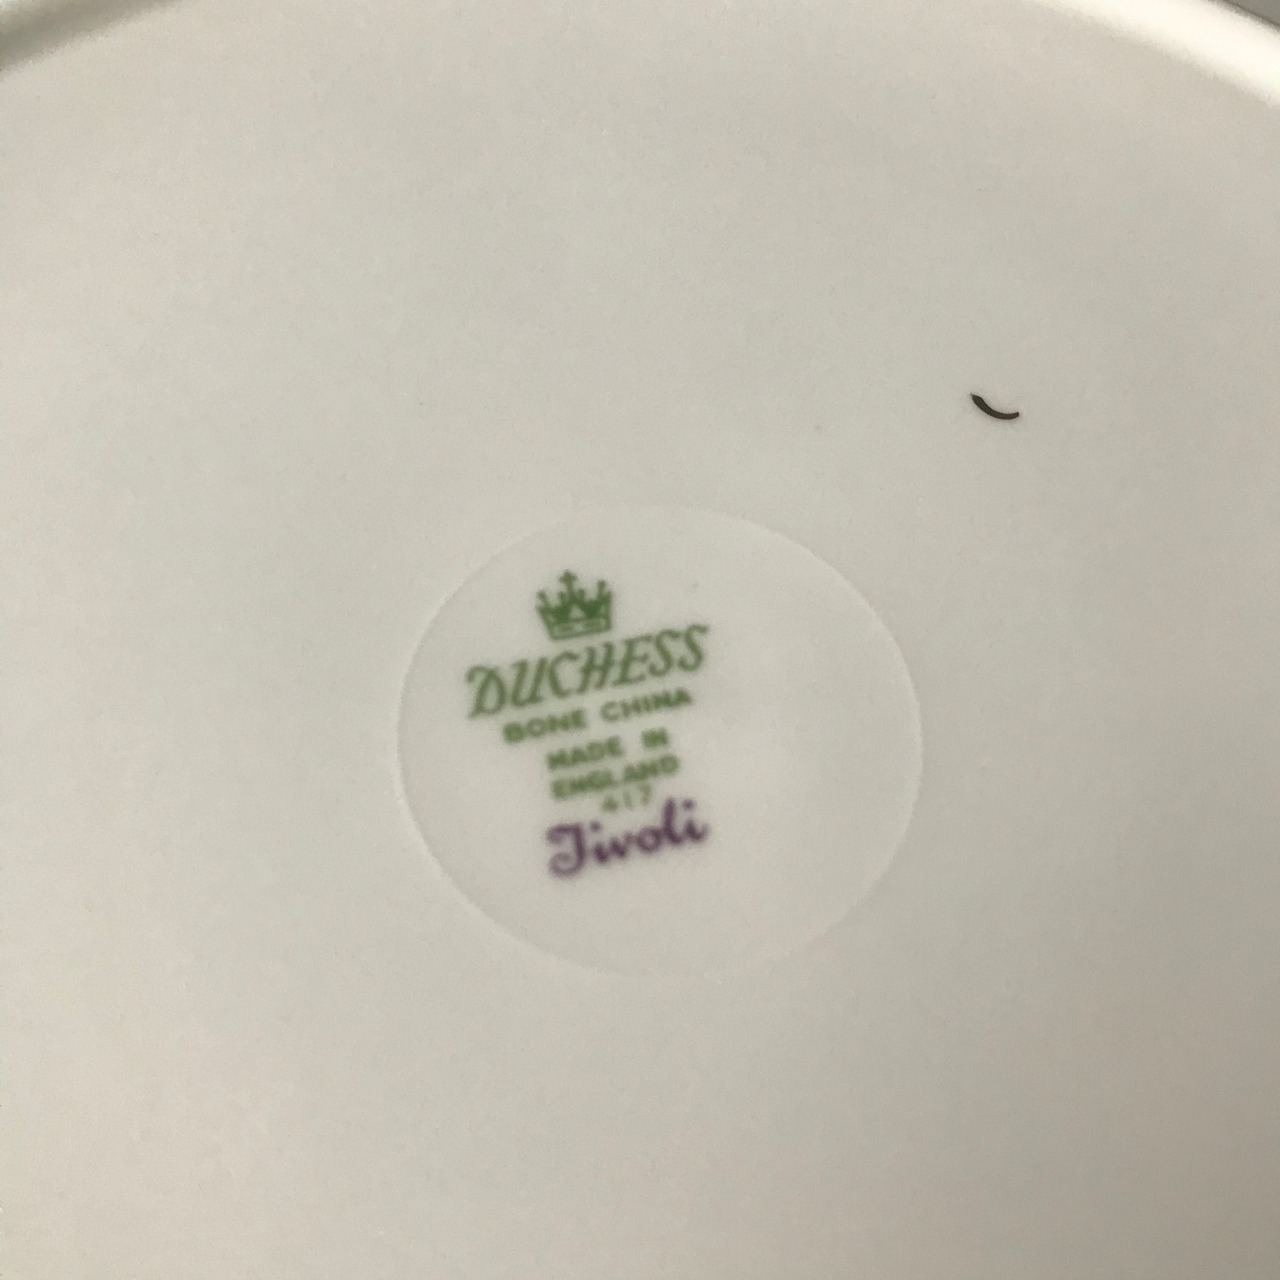 DUCHESS
BONE CHINA
MADE IN
ENGLAND
417
Tivoli